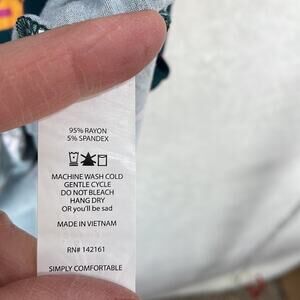 95% RAYON
5% SPANDEX
MACHINE WASH COLD
GENTLE CYCLE
DO NOT BLEACH
HANG DRY
OR you'll be sad
MADE IN VIETNAM
RN# 142161
SIMPLY COMFORTABLE